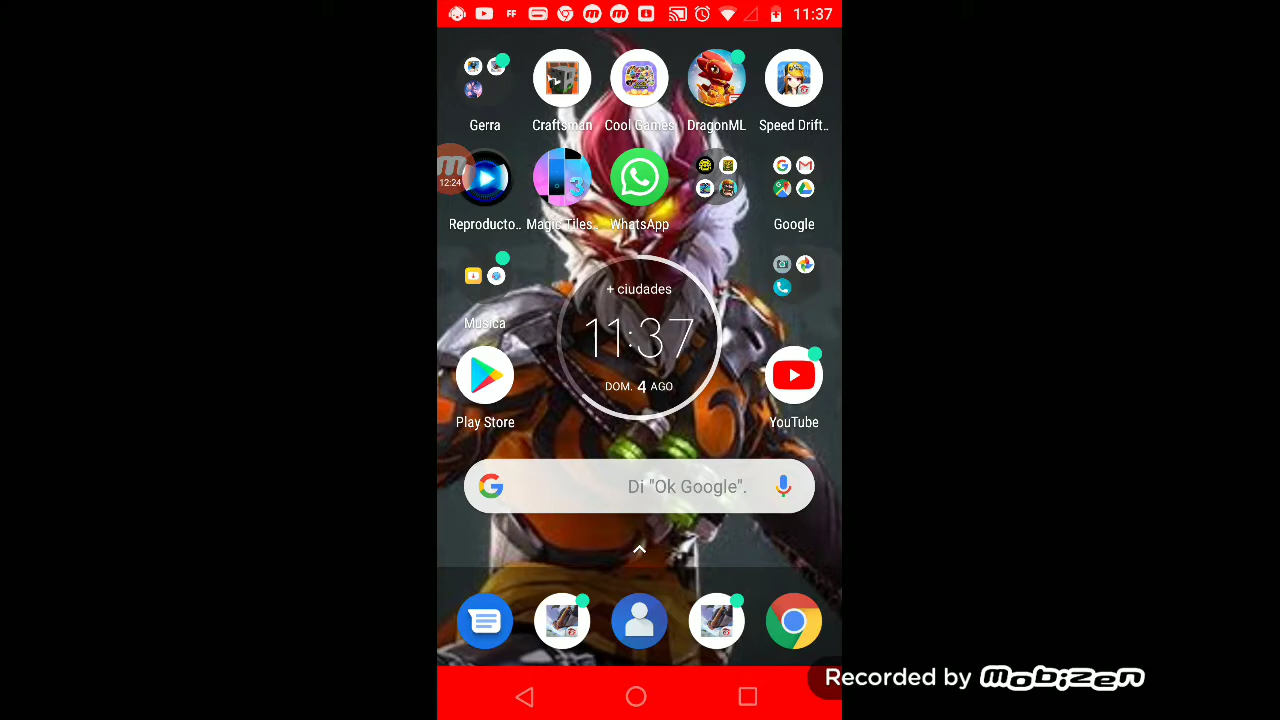 FF 11:37
Gerra Craftsman Cool Games DragonML Speed Drift..
12:24
Reproducto.. Magic Tiles.. WhatsApp Google
+ ciudades
Musica
11:37
DOM. 4 AGO
Play Store YouTube
G Di "Ok Google".
Recorded by mobizen